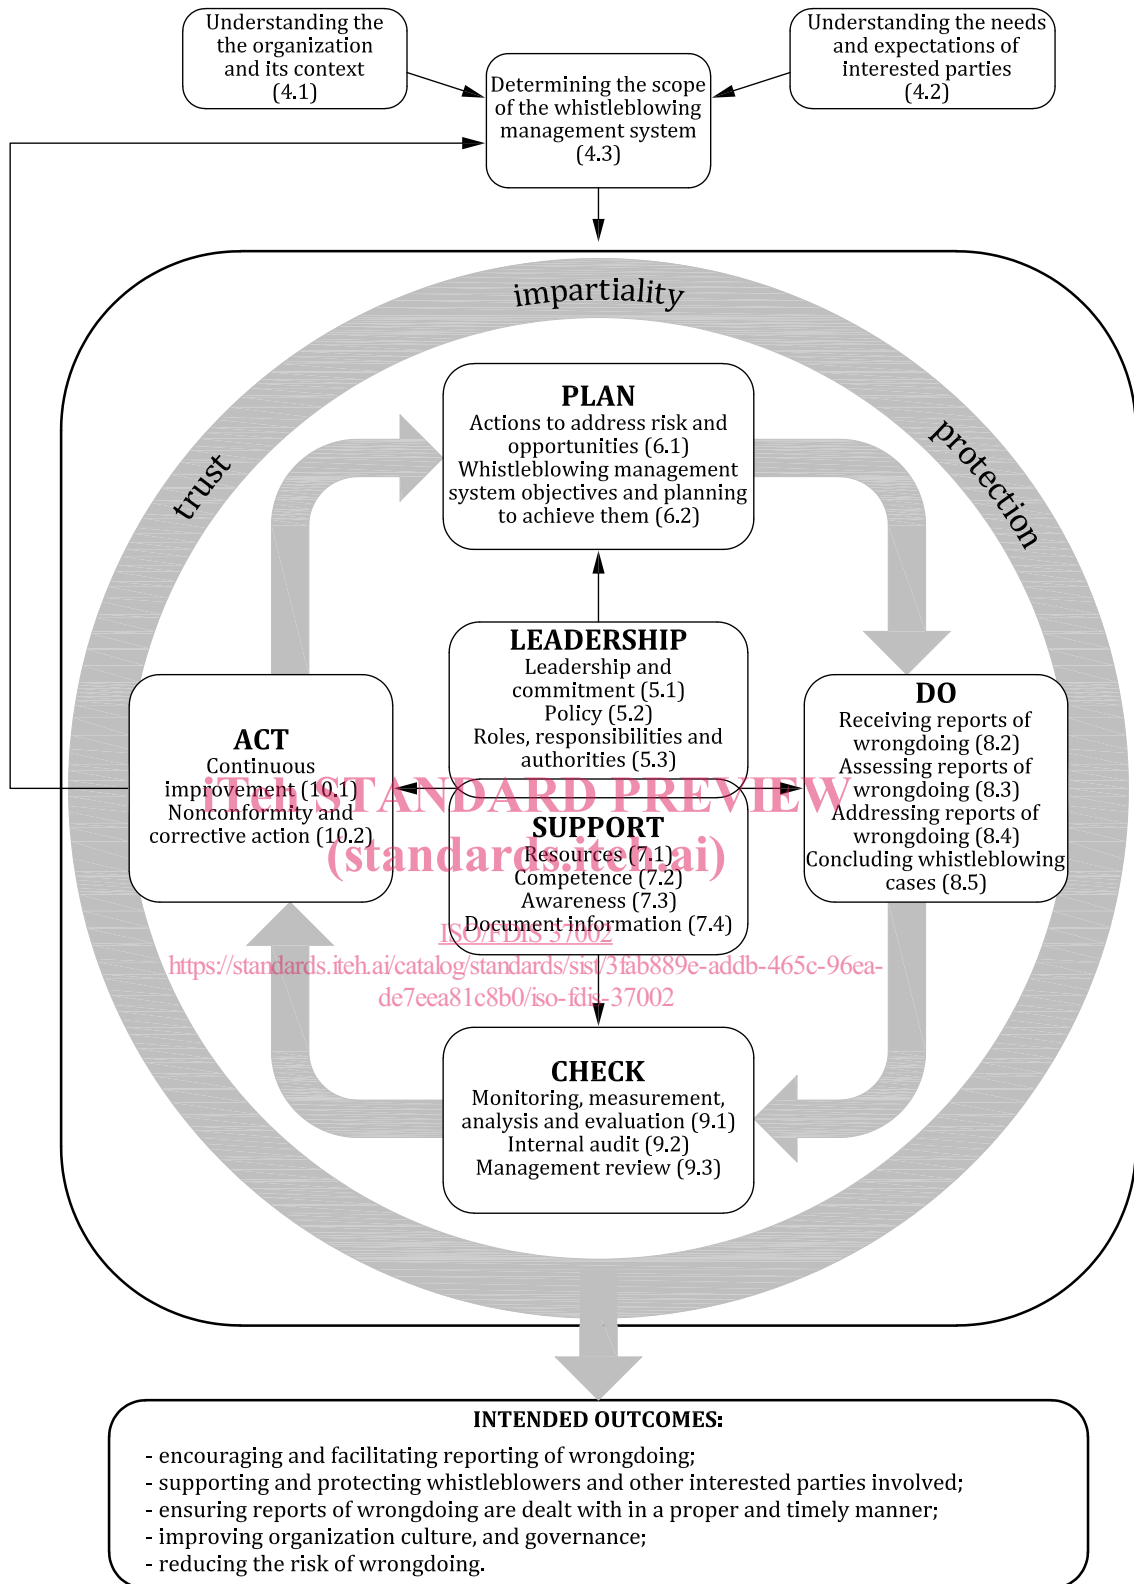 Understanding the
the organization
and its context
(4.1)
Understanding the needs
and expectations of
interested parties
(4.2)
Determining the scope
of the whistleblowing
management system
(4.3)
impartiality
trust
protection
PLAN
Actions to address risk and
opportunities (6.1)
Whistleblowing management
system objectives and planning
to achieve them (6.2)
LEADERSHIP
Leadership and
commitment (5.1)
Policy (5.2)
Roles, responsibilities and
authorities (5.3)
DO
Receiving reports of
wrongdoing (8.2)
Assessing reports of
wrongdoing (8.3)
Addressing reports of
wrongdoing (8.4)
Concluding whistleblowing
cases (8.5)
ACT
Continuous
improvement (10.1)
Nonconformity and
corrective action (10.2)
SUPPORT
Resources (7.1)
Competence (7.2)
Awareness (7.3)
Document information (7.4)
iTeh STANDARD PREVIEW
(standards.iteh.ai)
ISO/FDIS 37002
https://standards.iteh.ai/catalog/standards/sist/3fab889e-addb-465c-96ea-
de7eea81c8b0/iso-fdis-37002
CHECK
Monitoring, measurement,
analysis and evaluation (9.1)
Internal audit (9.2)
Management review (9.3)
INTENDED OUTCOMES:
- encouraging and facilitating reporting of wrongdoing;
- supporting and protecting whistleblowers and other interested parties involved;
- ensuring reports of wrongdoing are dealt with in a proper and timely manner;
- improving organization culture, and governance;
- reducing the risk of wrongdoing.